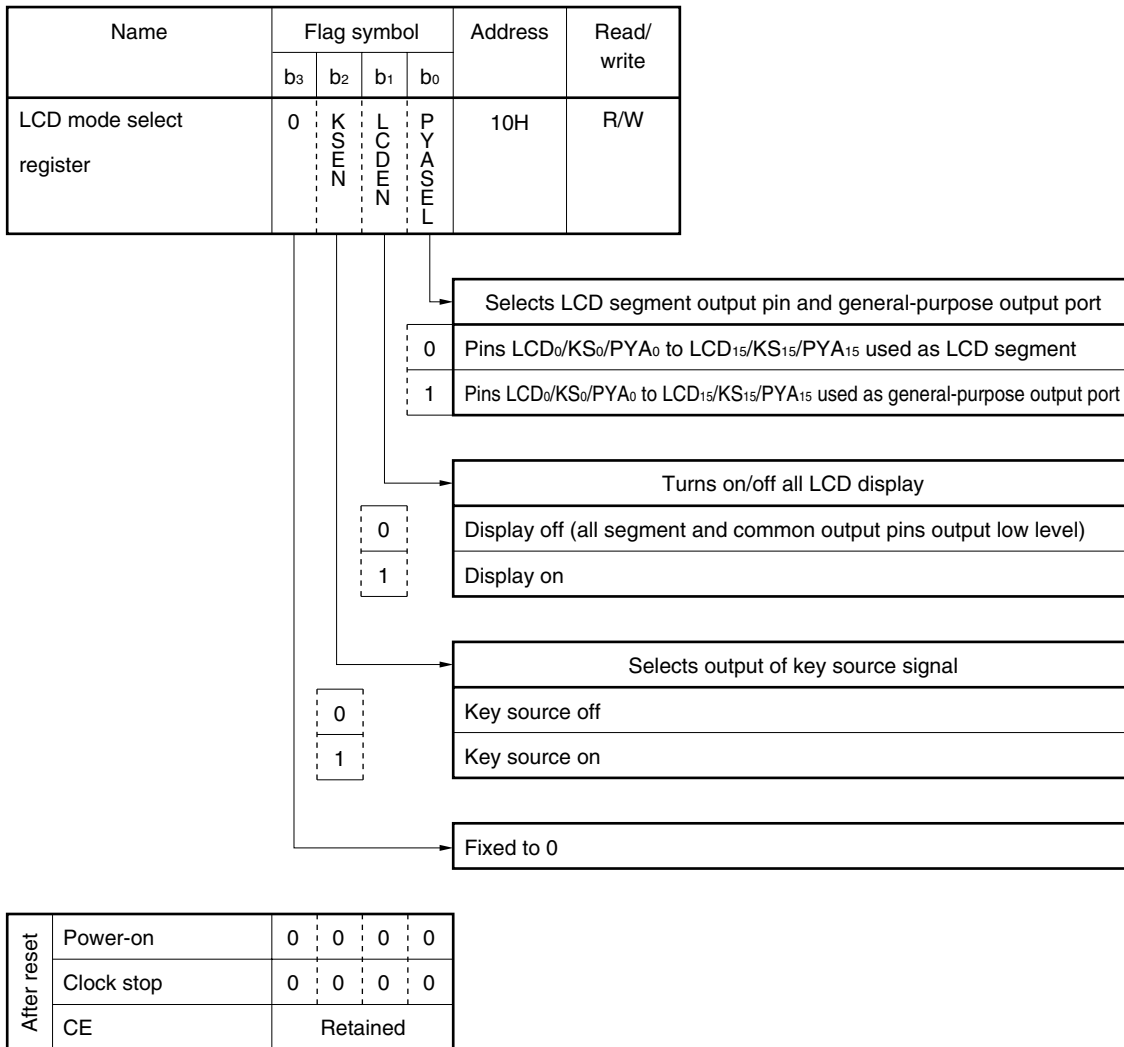 Name Flag symbol Address Read/
write
b3 b2 b1 b0
LCD mode select 0 KSEN LCDEN PYASEL 10H R/W
register
Selects LCD segment output pin and general-purpose output port
0 Pins LCD0/KS0/PYA0 to LCD15/KS15/PYA15 used as LCD segment
1 Pins LCD0/KS0/PYA0 to LCD15/KS15/PYA15 used as general-purpose output port
Turns on/off all LCD display
0 Display off (all segment and common output pins output low level)
1 Display on
Selects output of key source signal
0 Key source off
1 Key source on
Fixed to 0
After reset
Power-on 0 0 0 0
Clock stop 0 0 0 0
CE Retained